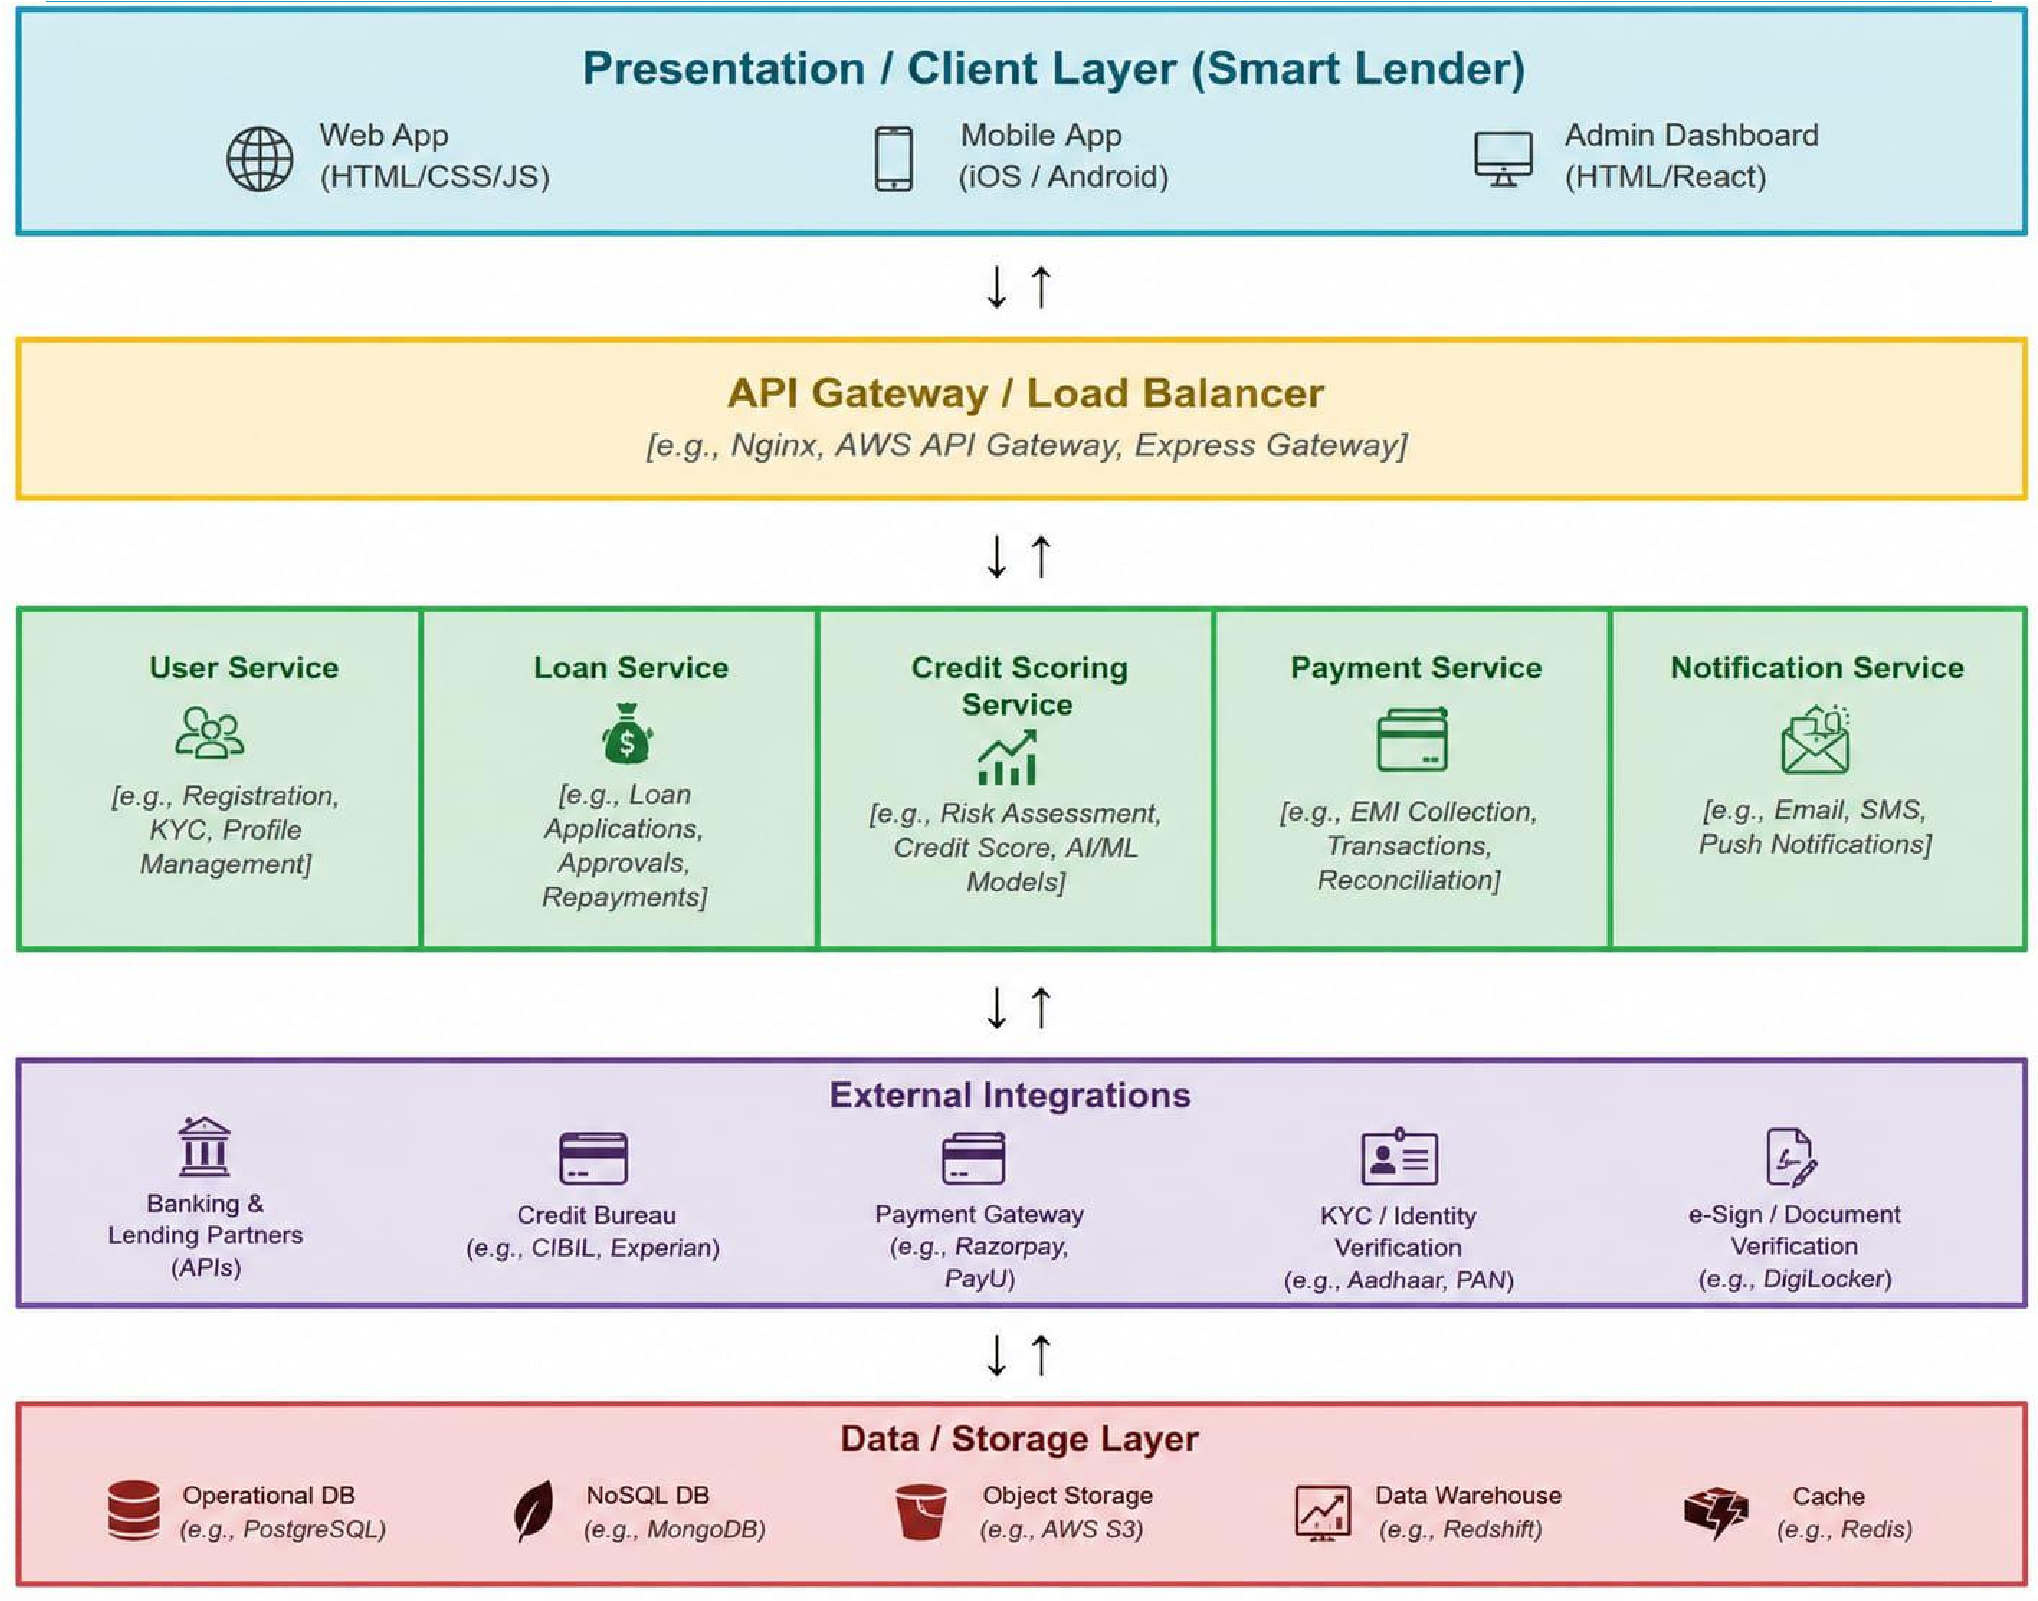 Presentation / Client Layer (Smart Lender)
Web App
(HTML/CSS/JS)
Mobile App
(iOS / Android)
Admin Dashboard
(HTML/React)
↓ ↑
API Gateway / Load Balancer
[e.g., Nginx, AWS API Gateway, Express Gateway]
↓ ↑
User Service
[e.g., Registration,
KYC, Profile
Management]
Loan Service
$
[e.g., Loan
Applications,
Approvals,
Repayments]
Credit Scoring
Service
[e.g., Risk Assessment,
Credit Score, AI/ML
Models]
Payment Service
[e.g., EMI Collection,
Transactions,
Reconciliation]
Notification Service
[e.g., Email, SMS,
Push Notifications]
↓ ↑
External Integrations
Banking &
Lending Partners
(APIs)
Credit Bureau
(e.g., CIBIL, Experian)
Payment Gateway
(e.g., Razorpay,
PayU)
KYC / Identity
Verification
(e.g., Aadhaar, PAN)
e-Sign / Document
Verification
(e.g., DigiLocker)
↓ ↑
Data / Storage Layer
Operational DB
(e.g., PostgreSQL)
NoSQL DB
(e.g., MongoDB)
Object Storage
(e.g., AWS S3)
Data Warehouse
(e.g., Redshift)
Cache
(e.g., Redis)